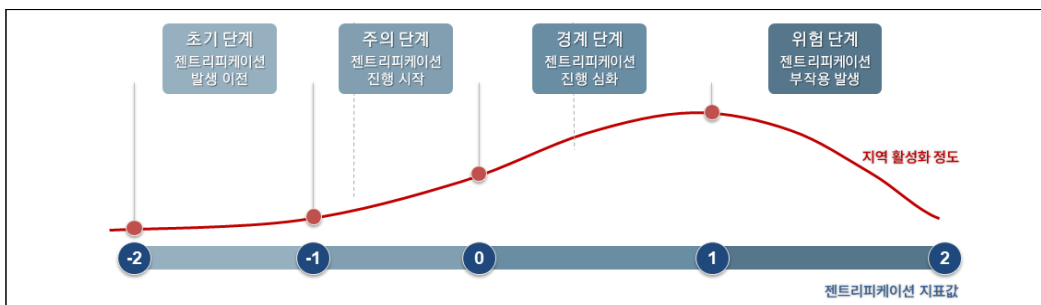 초기 단계
젠트리피케이션
발생 이전
주의 단계
젠트리피케이션
진행 시작
경계 단계
젠트리피케이션
진행 심화
위험 단계
젠트리피케이션
부작용 발생
지역 활성화 정도
-2
-1
0
1
2
젠트리피케이션 지표값